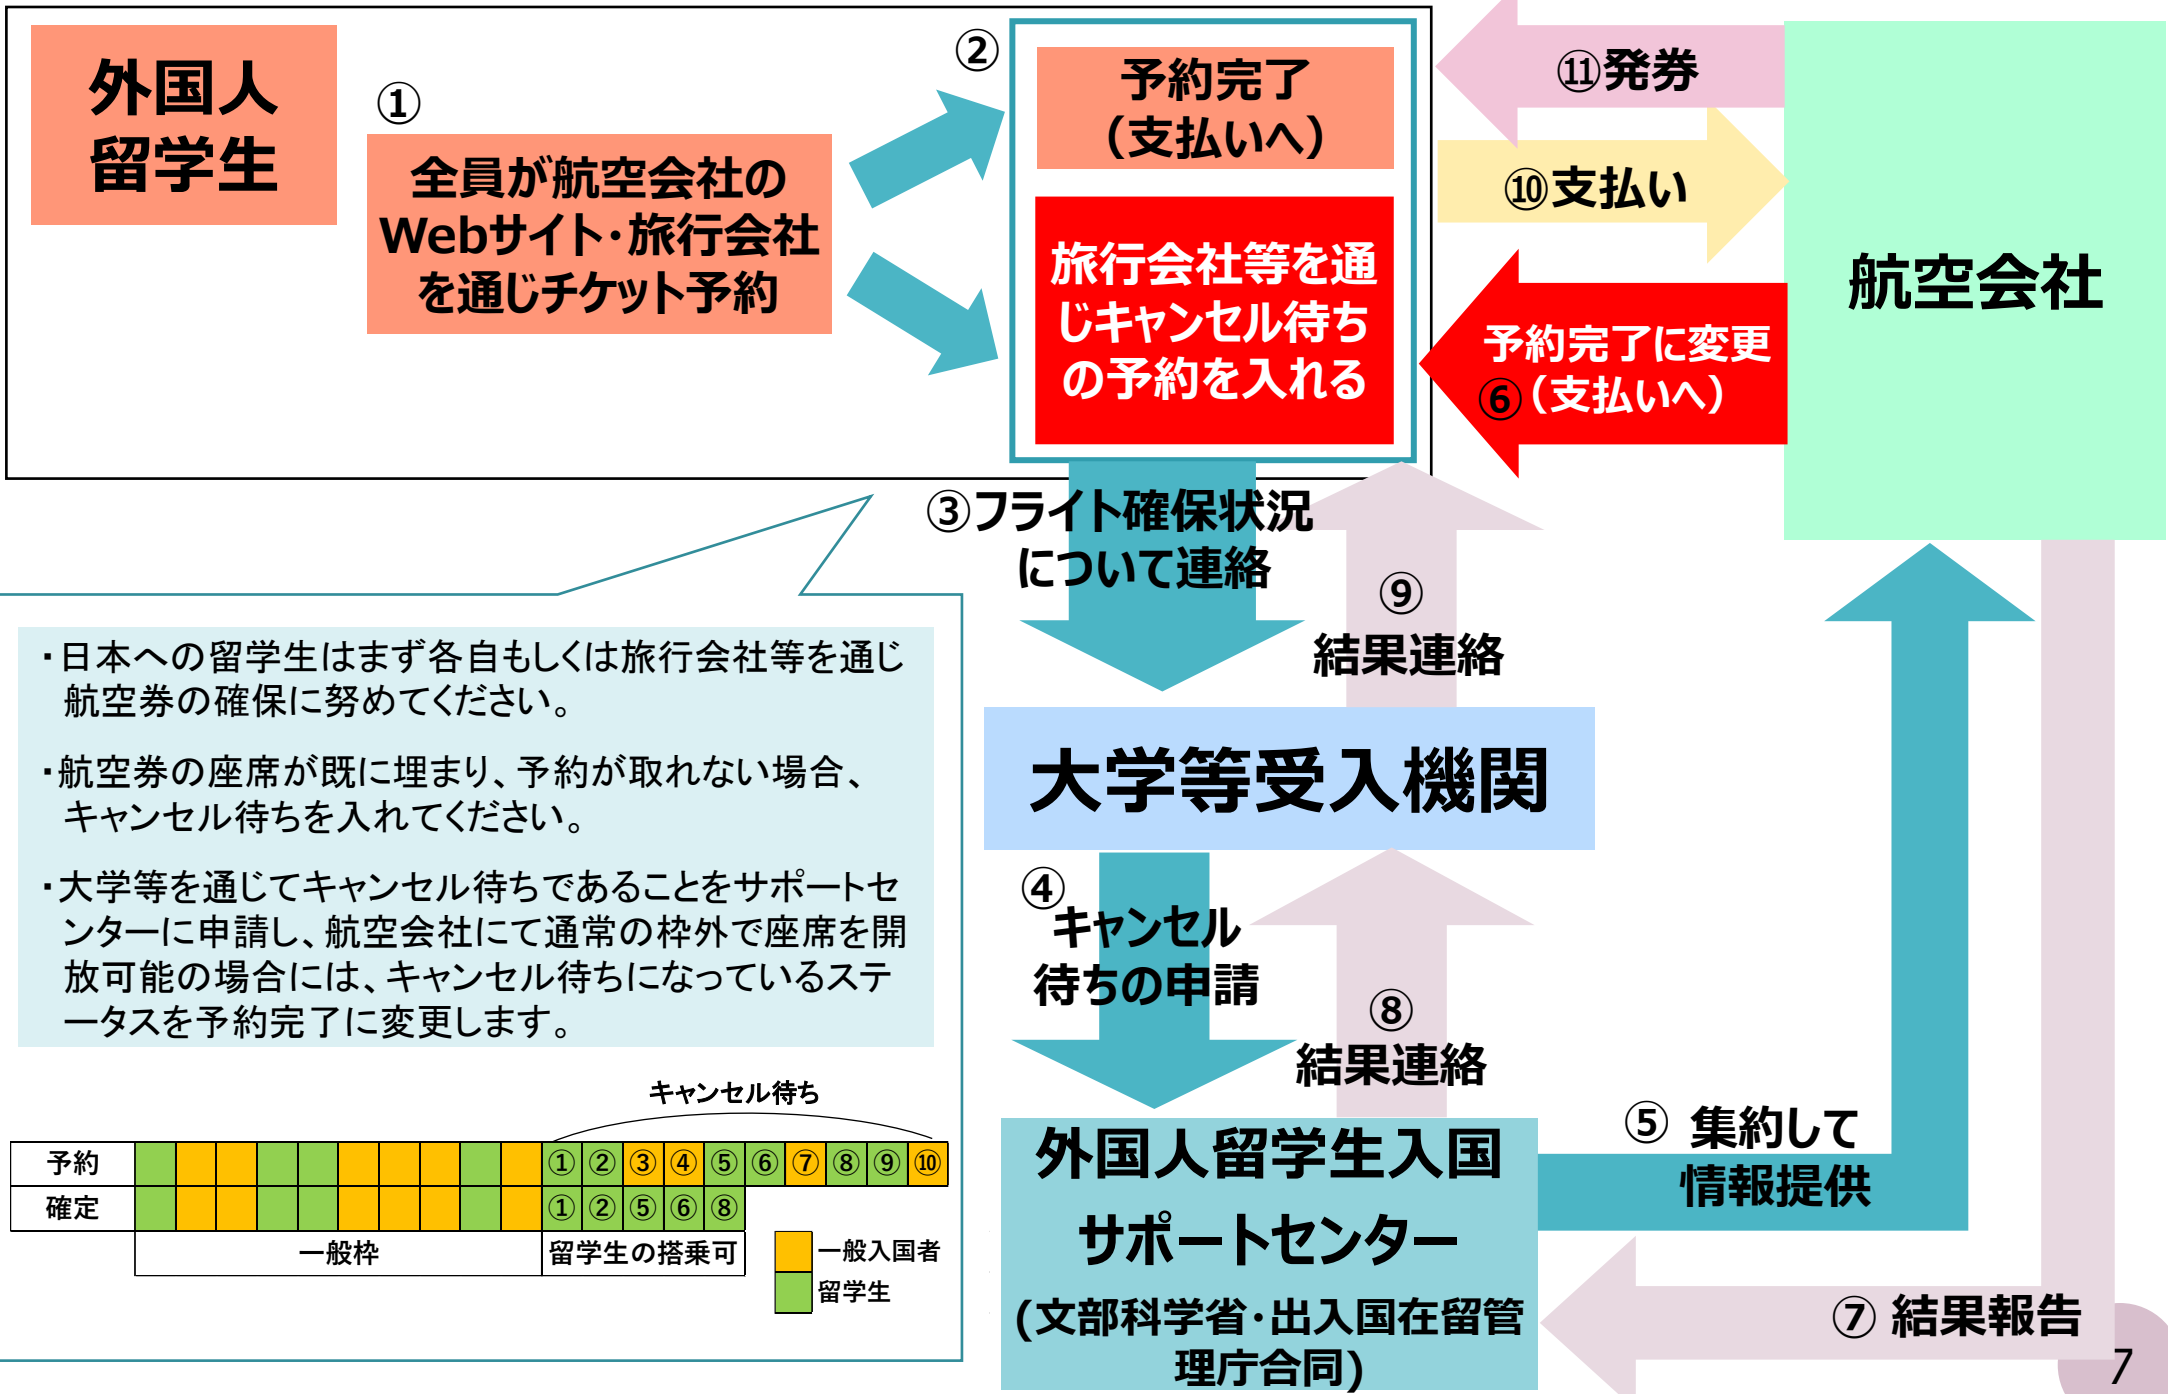 外国人
留学生
①
全員が航空会社の
Webサイト・旅行会社
を通じチケット予約
②
予約完了
（支払いへ）
旅行会社等を通
じキャンセル待ち
の予約を入れる
⑪発券
⑩支払い
予約完了に変更
⑥（支払いへ）
航空会社
③フライト確保状況
について連絡
⑨
結果連絡
・日本への留学生はまず各自もしくは旅行会社等を通じ
航空券の確保に努めてください。
・航空券の座席が既に埋まり、予約が取れない場合、
キャンセル待ちを入れてください。
・大学等を通じてキャンセル待ちであることをサポートセ
ンターに申請し、航空会社にて通常の枠外で座席を開
放可能の場合には、キャンセル待ちになっているステ
ータスを予約完了に変更します。
大学等受入機関
④
キャンセル
待ちの申請
⑧
結果連絡
キャンセル待ち
予約 ① ② ③ ④ ⑤ ⑥ ⑦ ⑧ ⑨ ⑩
確定 ① ② ⑤ ⑥ ⑧
一般枠 留学生の搭乗可
一般入国者
留学生
外国人留学生入国
サポートセンター
(文部科学省・出入国在留管
理庁合同)
⑤ 集約して
情報提供
⑦ 結果報告
7